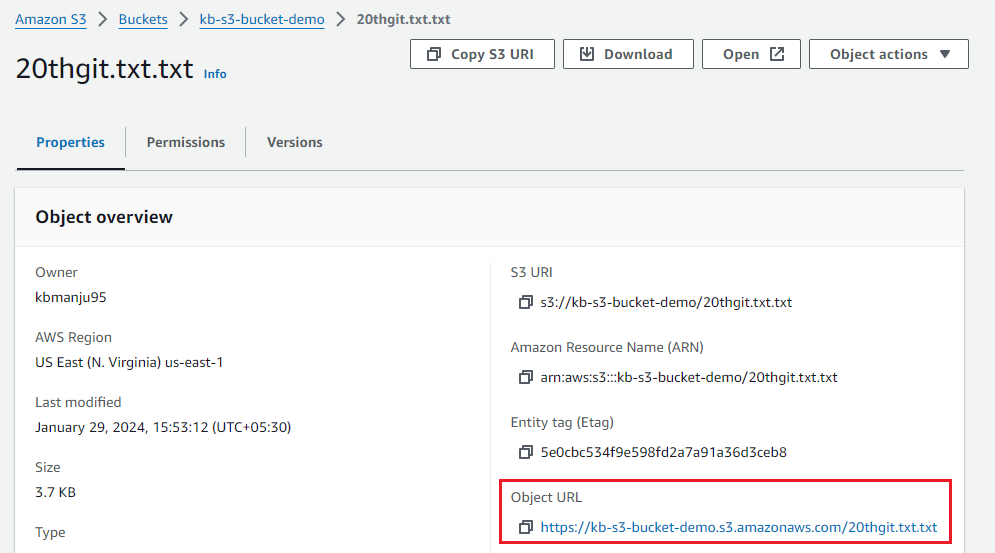 Amazon S3 > Buckets > kb-s3-bucket-demo > 20thgit.txt.txt
20thgit.txt.txt Info
Copy S3 URI Download Open Object actions
Properties Permissions Versions
Object overview
Owner
kbmanju95
AWS Region
US East (N. Virginia) us-east-1
Last modified
January 29, 2024, 15:53:12 (UTC+05:30)
Size
3.7 KB
Type
S3 URI
s3://kb-s3-bucket-demo/20thgit.txt.txt
Amazon Resource Name (ARN)
arn:aws:s3:::kb-s3-bucket-demo/20thgit.txt.txt
Entity tag (Etag)
5e0cbc534f9e598fd2a7a91a36d3ceb8
Object URL
https://kb-s3-bucket-demo.s3.amazonaws.com/20thgit.txt.txt